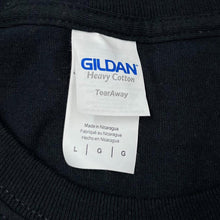 GILDAN
Heavy Cotton
TearAway
Made in Nicaragua
Fabriqué au Nicaragua
Hecho en Nicaragua
L | G | G